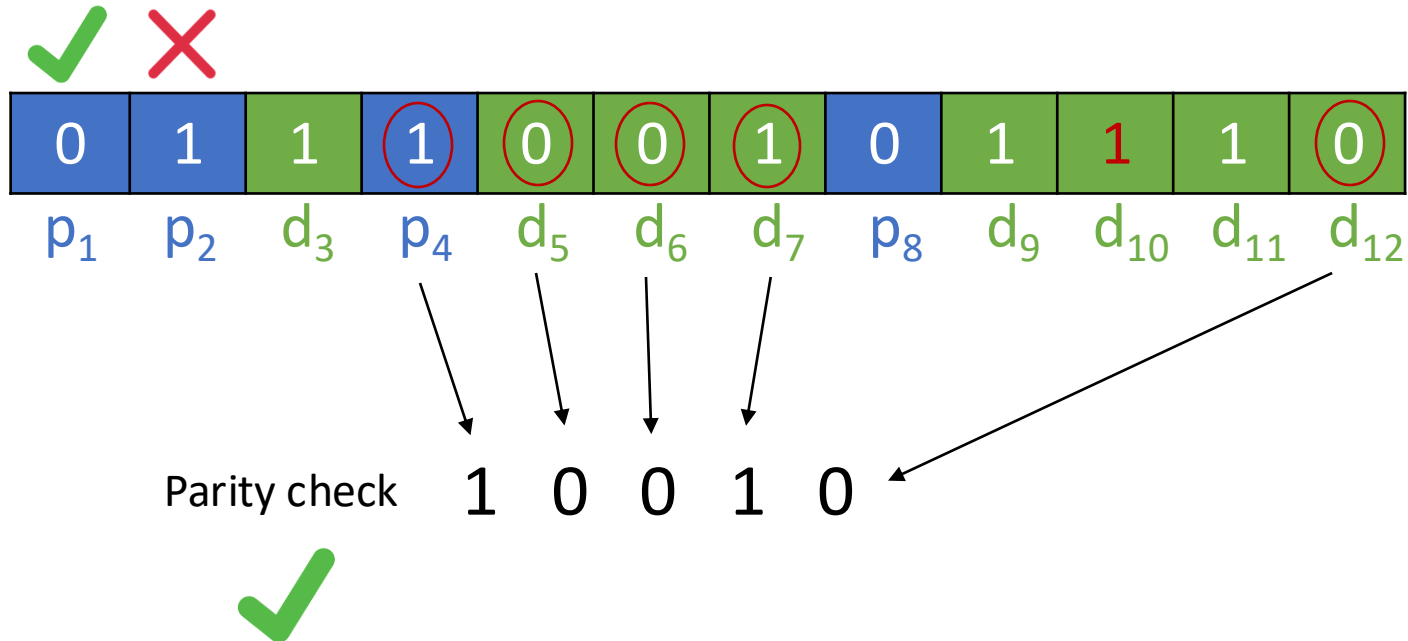 0 1 1 1 0 0 1 0 1 1 1 0
p₁ p₂ d₃ p₄ d₅ d₆ d₇ p₈ d₉ d₁₀ d₁₁ d₁₂
Parity check 1 0 0 1 0